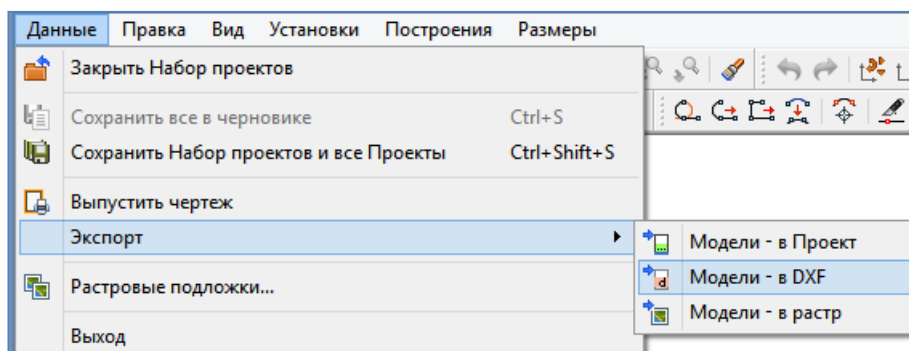 Данные Правка Вид Установки Построения Размеры
Закрыть Набор проектов
Сохранить все в черновике Ctrl+S
Сохранить Набор проектов и все Проекты Ctrl+Shift+S
Выпустить чертеж
Экспорт
Модели - в Проект
Модели - в DXF
Растровые подложки...
Модели - в растр
Выход